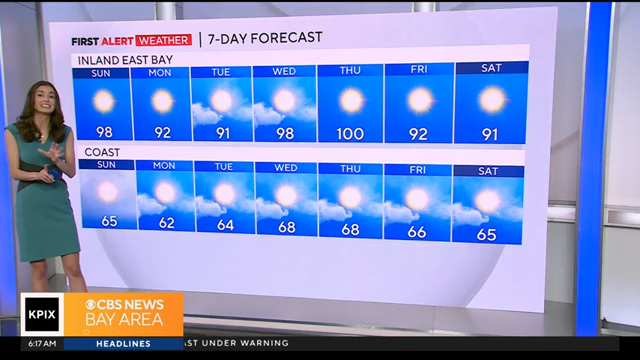 FIRST ALERT WEATHER | 7-DAY FORECAST
INLAND EAST BAY
SUN MON TUE WED THU FRI SAT
98 92 91 98 100 92 91
COAST
SUN MON TUE WED THU FRI SAT
65 62 64 68 68 66 65
KPIX
CBS NEWS
BAY AREA
6:17 AM HEADLINES AST UNDER WARNING